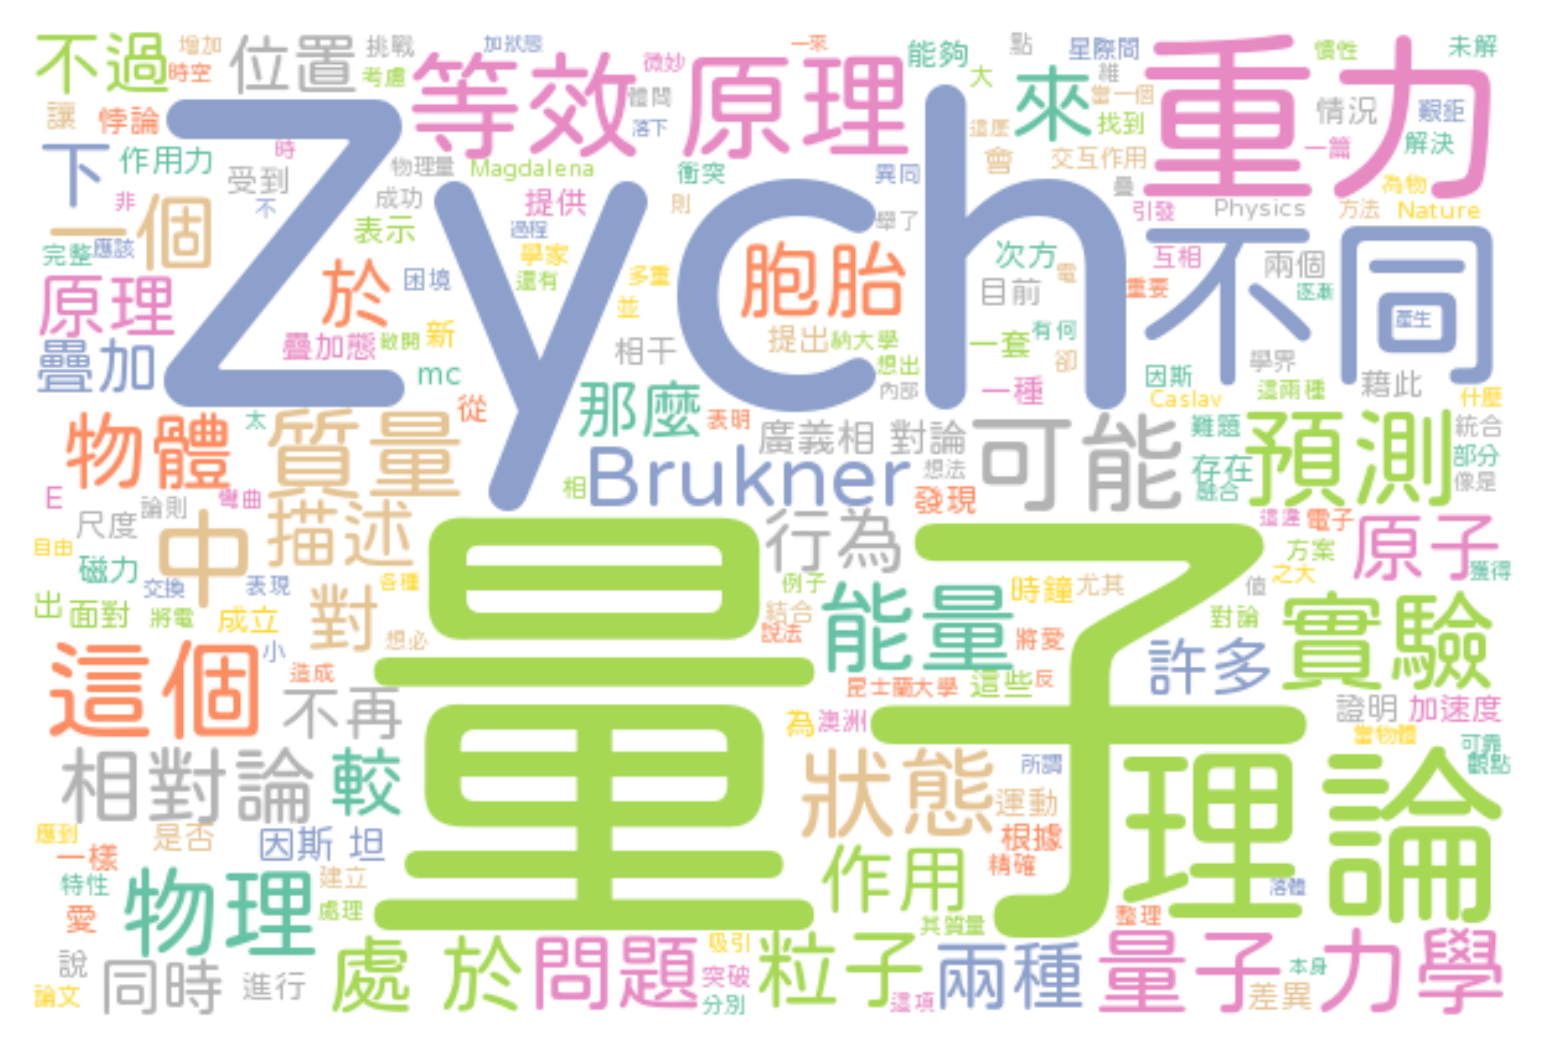 不過
增加
時空
位置
挑戰
考慮
加狀態
等效原理
微妙
一來
能夠
點
大
星際間
維
重力
慣性
未解
讓
悖論
體問
落下
來
當一個
找到
情況
艱鉅
解決
一篇
下
作用力
時
物理量
Magdalena
衝突
異同
這麼
會
交互作用
疊
為物
受到
成功
提供
則
舉了
引發
Physics
方法
Nature
非
不
一個
表示
過程
學家
Zych
完整
應該
還有
多重
胞胎
次方
電
互相
不同
兩個
逐漸
原理
於
困境
並
目前
重要
產生
疊加
疊加態
敞開
新
相干
提出
納大學
一套
有何
卻
學界
mc
想出
內部
一種
因斯
Caslav
這兩種
藉此
什麼
從
那麼
表明
物體
太
質量
廣義相對論
可能
難題
預測
統合
相
Brukner
想法
存在
部分
融合
像是
E
論則
彎曲
發現
尺度
中
描述
行為
這邊
電子
原子
自由
磁力
交換
表現
各種
例子
能量
時鐘
尤其
方案
之大
獲得
出
面對
將電
成立
對
結合
值
對論
實驗
想必
說法
將愛
小
這個
造成
昆士蘭大學
這些
反
許多
不再
為
澳洲
證明
加速度
當物體
可靠
觀點
量子
相對論
較
狀態
所謂
運動
理論
應到
是否
因斯坦
根據
一樣
精確
特性
物理
建立
作用
落體
愛
處理
其質量
整理
說
同時
進行
處於
問題
吸引
突破
分別
粒子
這項
兩種
量子力學
本身
差異
論文